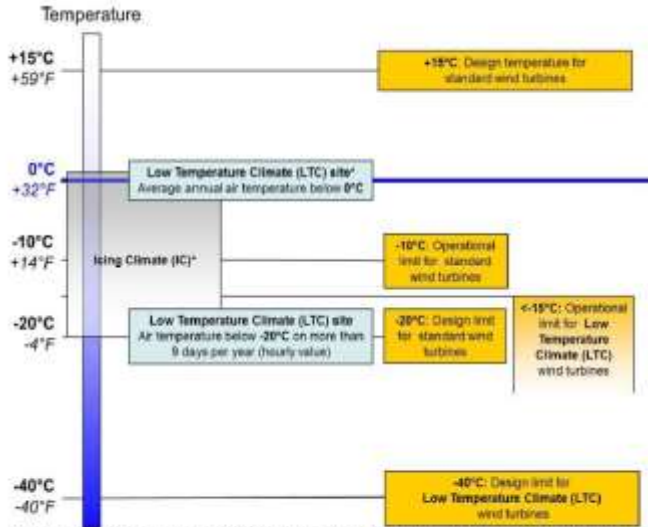 Temperature
+15°C
+59°F
+15°C: Design temperature for
standard wind turbines
0°C
+32°F
Low Temperature Climate (LTC) site*
Average annual air temperature below 0°C
-10°C
+14°F
Icing Climate (IC)*
-10°C: Operational
limit for standard
wind turbines
-20°C
-4°F
Low Temperature Climate (LTC) site
Air temperature below -20°C on more than
9 days per year (hourly value)
-20°C: Design limit
for standard wind
turbines
<-15°C: Operational
limit for Low
Temperature
Climate (LTC)
wind turbines
-40°C
-40°F
-40°C: Design limit for
Low Temperature Climate (LTC)
wind turbines